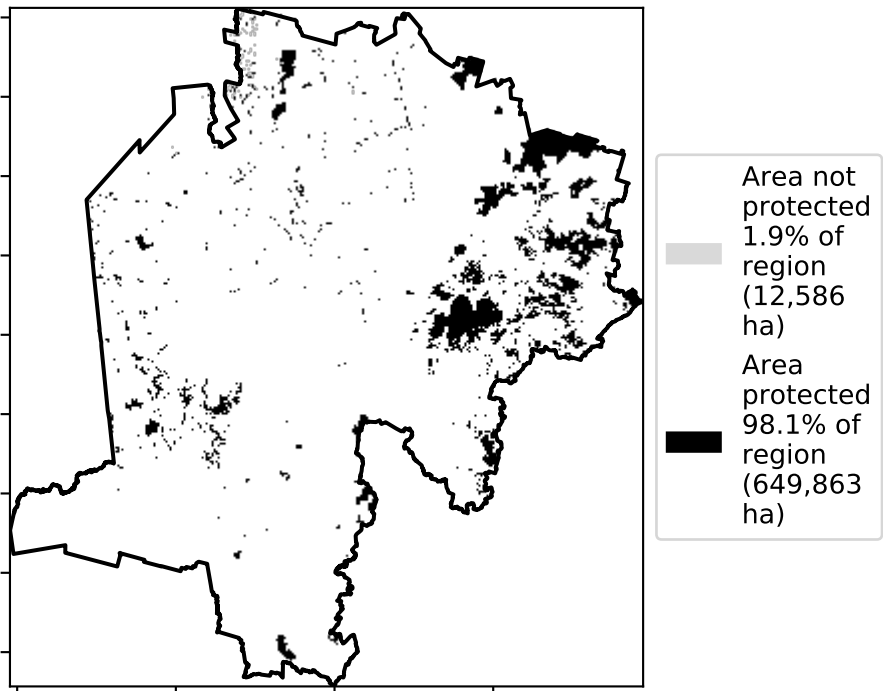 Area not
protected
1.9% of
region
(12,586
ha)
Area
protected
98.1% of
region
(649,863
ha)